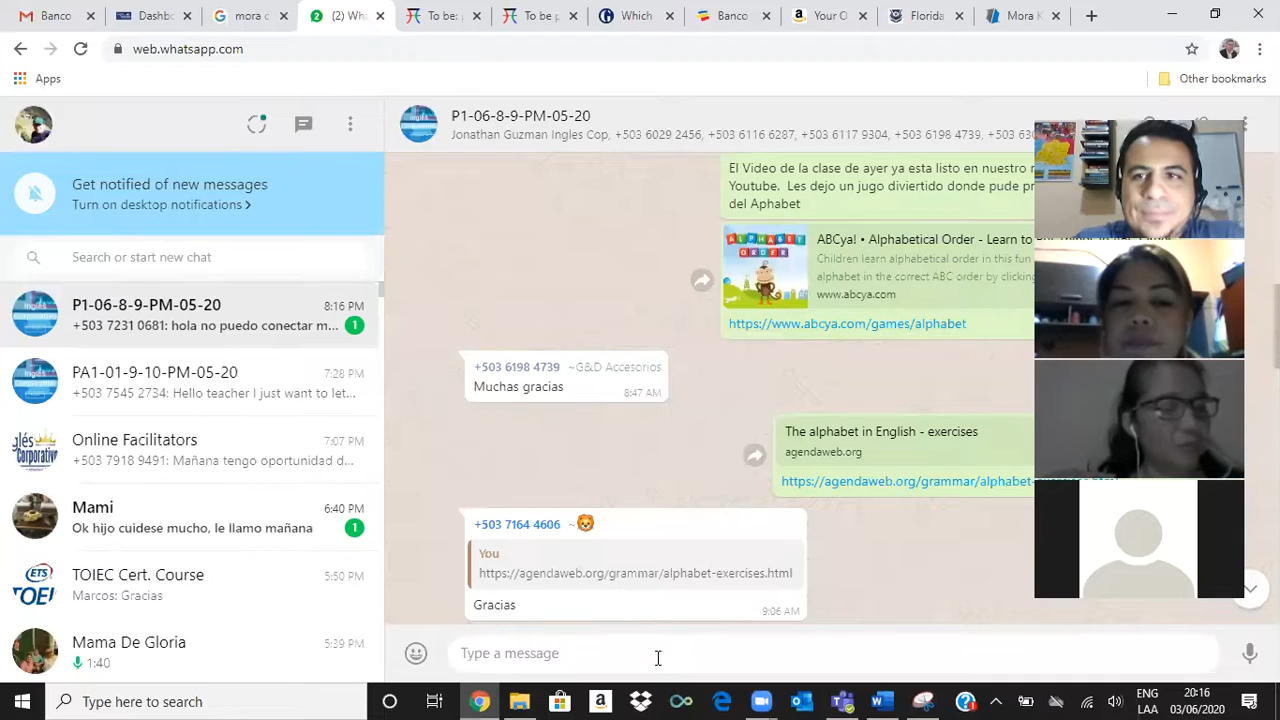 Banco
Dashbo
mora c
(2) Wha
To be:
To be p
Which
Banco
Your O
Florida
Mora K
web.whatsapp.com
Apps
Other bookmarks
Get notified of new messages
Turn on desktop notifications >
Search or start new chat
P1-06-8-9-PM-05-20
8:16 PM
+503 7231 0681: hola no puedo conectar m...
1
PA1-01-9-10-PM-05-20
7:28 PM
+503 7545 2734: Hello teacher I just want to let...
Online Facilitators
7:07 PM
+503 7918 9491: Mañana tengo oportunidad d...
Mami
6:40 PM
Ok hijo cuidese mucho, le llamo mañana
1
TOIEC Cert. Course
5:50 PM
Marcos: Gracias
Mama De Gloria
5:39 PM
1:40
P1-06-8-9-PM-05-20
Jonathan Guzman Ingles Cop, +503 6029 2456, +503 6116 6287, +503 6117 9304, +503 6198 4739, +503 63
El Video de la clase de ayer ya esta listo en nuestro
Youtube. Les dejo un jugo divertido donde pude
del Aphabet
ALPHABET
ORDER
ABCya! • Alphabetical Order - Learn to
Children learn alphabetical order in this fun
alphabet in the correct ABC order by clicking
www.abcya.com
https://www.abcya.com/games/alphabet
+503 6198 4739 ~G&D Accesorios
Muchas gracias
8:47 AM
The alphabet in English - exercises
agendaweb.org
https://agendaweb.org/grammar/alphabet-exercises.html
+503 7164 4606 ~
You
https://agendaweb.org/grammar/alphabet-exercises.html
Gracias
9:06 AM
Type a message
Type here to search
ENG
LAA
20:16
03/06/2020